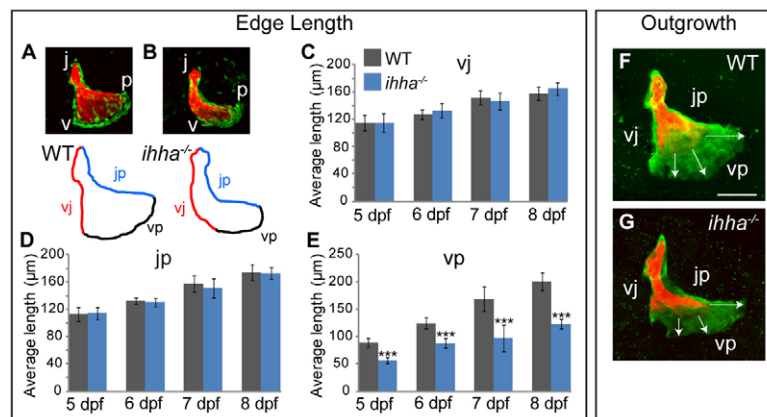 Edge Length
Outgrowth
A
j
p
v
B
j
p
v
WT
jp
vj
vp
ihha-/-
jp
vj
vp
C
WT
ihha-/-
vj
Average length (µm)
200
160
120
80
40
0
5 dpf 6 dpf 7 dpf 8 dpf
D
jp
Average length (µm)
200
160
120
80
40
0
5 dpf 6 dpf 7 dpf 8 dpf
E
vp
Average length (µm)
250
200
150
100
50
0
*** *** *** ***
5 dpf 6 dpf 7 dpf 8 dpf
F
WT
jp
vj
vp
G
ihha-/-
jp
vj
vp